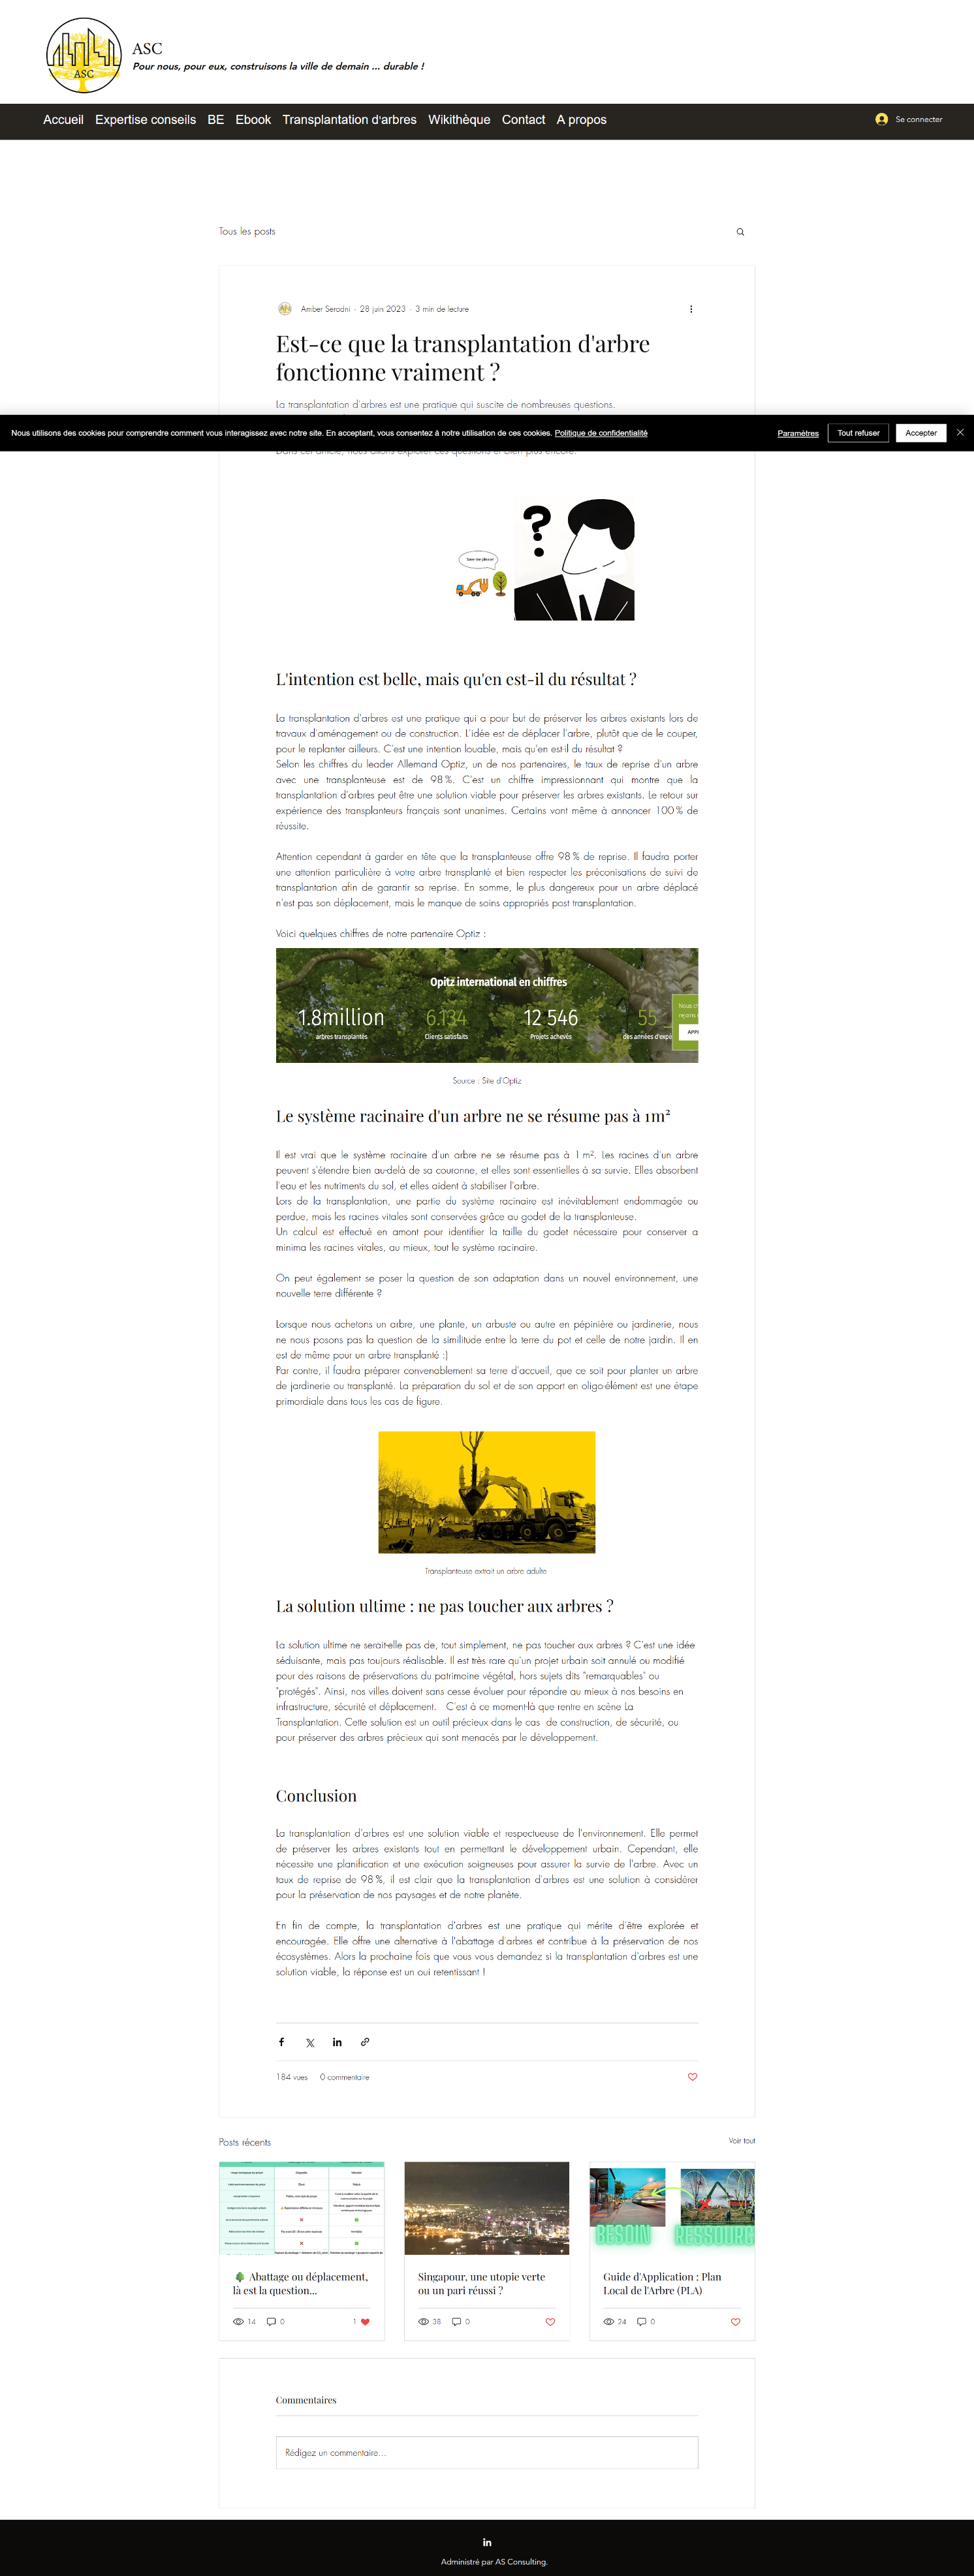 ASC
ASC
Pour nous, pour eux, construisons la ville de demain ... durable !
Accueil Expertise conseils BE Ebook Transplantation d'arbres Wikithèque Contact A propos
Se connecter
Tous les posts
Amber Seradni · 28 juin 2023 · 3 min de lecture
Est-ce que la transplantation d'arbre
fonctionne vraiment ?
La transplantation d'arbres est une pratique qui suscite de nombreuses questions.
Nous utilisons des cookies pour comprendre comment vous interagissez avec notre site. En acceptant, vous consentez à notre utilisation de ces cookies. Politique de confidentialité
Paramètres
Tout refuser
Accepter
Dans cet article, nous allons explorer ces questions et bien plus encore.
Save me please!
L'intention est belle, mais qu'en est-il du résultat ?
La transplantation d'arbres est une pratique qui a pour but de préserver les arbres existants lors de
travaux d'aménagement ou de construction. L'idée est de déplacer l'arbre, plutôt que de le couper,
pour le replanter ailleurs. C'est une intention louable, mais qu'en est-il du résultat ?
Selon les chiffres du leader Allemand Optiz, un de nos partenaires, le taux de reprise d'un arbre
avec une transplanteuse est de 98 %. C'est un chiffre impressionnant qui montre que la
transplantation d'arbres peut être une solution viable pour préserver les arbres existants. Le retour sur
expérience des transplanteurs français sont unanimes. Certains vont même à annoncer 100 % de
réussite.
Attention cependant à garder en tête que la transplanteuse offre 98 % de reprise. Il faudra porter
une attention particulière à votre arbre transplanté et bien respecter les préconisations de suivi de
transplantation afin de garantir sa reprise. En somme, le plus dangereux pour un arbre déplacé
n'est pas son déplacement, mais le manque de soins appropriés post transplantation.
Voici quelques chiffres de notre partenaire Optiz :
Opitz international en chiffres
1.8million 6.134 12 546 55
arbres transplantés Clients satisfaits Projets achevés des années d'expé
Source : Site d'Optiz
Le système racinaire d'un arbre ne se résume pas à 1m²
Il est vrai que le système racinaire d'un arbre ne se résume pas à 1 m². Les racines d'un arbre
peuvent s'étendre bien au-delà de sa couronne, et elles sont essentielles à sa survie. Elles absorbent
l'eau et les nutriments du sol, et elles aident à stabiliser l'arbre.
Lors de la transplantation, une partie du système racinaire est inévitablement endommagée ou
perdue, mais les racines vitales sont conservées grâce au godet de la transplanteuse.
Un calcul est effectué en amont pour identifier la taille du godet nécessaire pour conserver a
minima les racines vitales, au mieux, tout le système racinaire.
On peut également se poser la question de son adaptation dans un nouvel environnement, une
nouvelle terre différente ?
Lorsque nous achetons un arbre, une plante, un arbuste ou autre en pépinière ou jardinerie, nous
ne nous posons pas la question de la similitude entre la terre du pot et celle de notre jardin. Il en
est de même pour un arbre transplanté :)
Par contre, il faudra préparer convenablement sa terre d'accueil, que ce soit pour planter un arbre
de jardinerie ou transplanté. La préparation du sol et de son apport en oligo-élément est une étape
primordiale dans tous les cas de figure.
Transplanteuse extrait un arbre adulte
La solution ultime : ne pas toucher aux arbres ?
La solution ultime ne serait-elle pas de, tout simplement, ne pas toucher aux arbres ? C'est une idée
séduisante, mais pas toujours réalisable. Il est très rare qu'un projet urbain soit annulé ou modifié
pour des raisons de préservations du patrimoine végétal, hors sujets dits "remarquables" ou
"protégés". Ainsi, nos villes doivent sans cesse évoluer pour répondre au mieux à nos besoins en
infrastructure, sécurité et déplacement. C'est à ce moment-là que rentre en scène La
Transplantation. Cette solution est un outil précieux dans le cas de construction, de sécurité, ou
pour préserver des arbres précieux qui sont menacés par le développement.
Conclusion
La transplantation d'arbres est une solution viable et respectueuse de l'environnement. Elle permet
de préserver les arbres existants tout en permettant le développement urbain. Cependant, elle
nécessite une planification et une exécution soigneuses pour assurer la survie de l'arbre. Avec un
taux de reprise de 98 %, il est clair que la transplantation d'arbres est une solution à considérer
pour la préservation de nos paysages et de notre planète.
En fin de compte, la transplantation d'arbres est une pratique qui mérite d'être explorée et
encouragée. Elle offre une alternative à l'abattage d'arbres et contribue à la préservation de nos
écosystèmes. Alors la prochaine fois que vous vous demandez si la transplantation d'arbres est une
solution viable, la réponse est un oui retentissant !
184 vues 0 commentaire
Posts récents
Voir tout
BESOIN RESSOURC
Abattage ou déplacement,
là est la question...
14 0 1
Singapour, une utopie verte
ou un pari réussi ?
38 0
Guide d'Application : Plan
Local de l'Arbre (PLA)
24 0
Commentaires
Rédigez un commentaire...
Administré par AS Consulting.